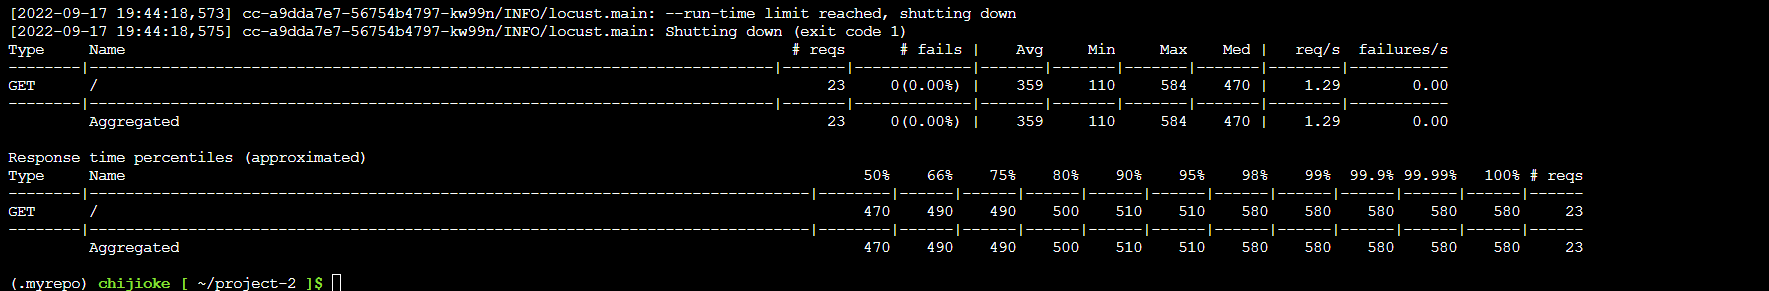 [2022-09-17 19:44:18,573] cc-a9dda7e7-56754b4797-kw99n/INFO/locust.main: --run-time limit reached, shutting down
[2022-09-17 19:44:18,575] cc-a9dda7e7-56754b4797-kw99n/INFO/locust.main: Shutting down (exit code 1)
Type     Name                                                                          # reqs      # fails |    Avg     Min     Max    Med |   req/s  failures/s
--------|----------------------------------------------------------------------------|-------|-------------|-------|-------|-------|-------|--------|-----------
GET      /                                                                                 23     0(0.00%) |    359     110     584    470 |    1.29        0.00
--------|----------------------------------------------------------------------------|-------|-------------|-------|-------|-------|-------|--------|-----------
         Aggregated                                                                        23     0(0.00%) |    359     110     584    470 |    1.29        0.00
Response time percentiles (approximated)
Type     Name                                                                                  50%    66%    75%    80%    90%    95%    98%    99%  99.9% 99.99%   100% # reqs
--------|--------------------------------------------------------------------------------|--------|------|------|------|------|------|------|------|------|------|------|------
GET      /                                                                                     470    490    490    500    510    510    580    580    580    580    580     23
--------|--------------------------------------------------------------------------------|--------|------|------|------|------|------|------|------|------|------|------|------
         Aggregated                                                                            470    490    490    500    510    510    580    580    580    580    580     23
(.myrepo) chijioke [ ~/project-2 ]$